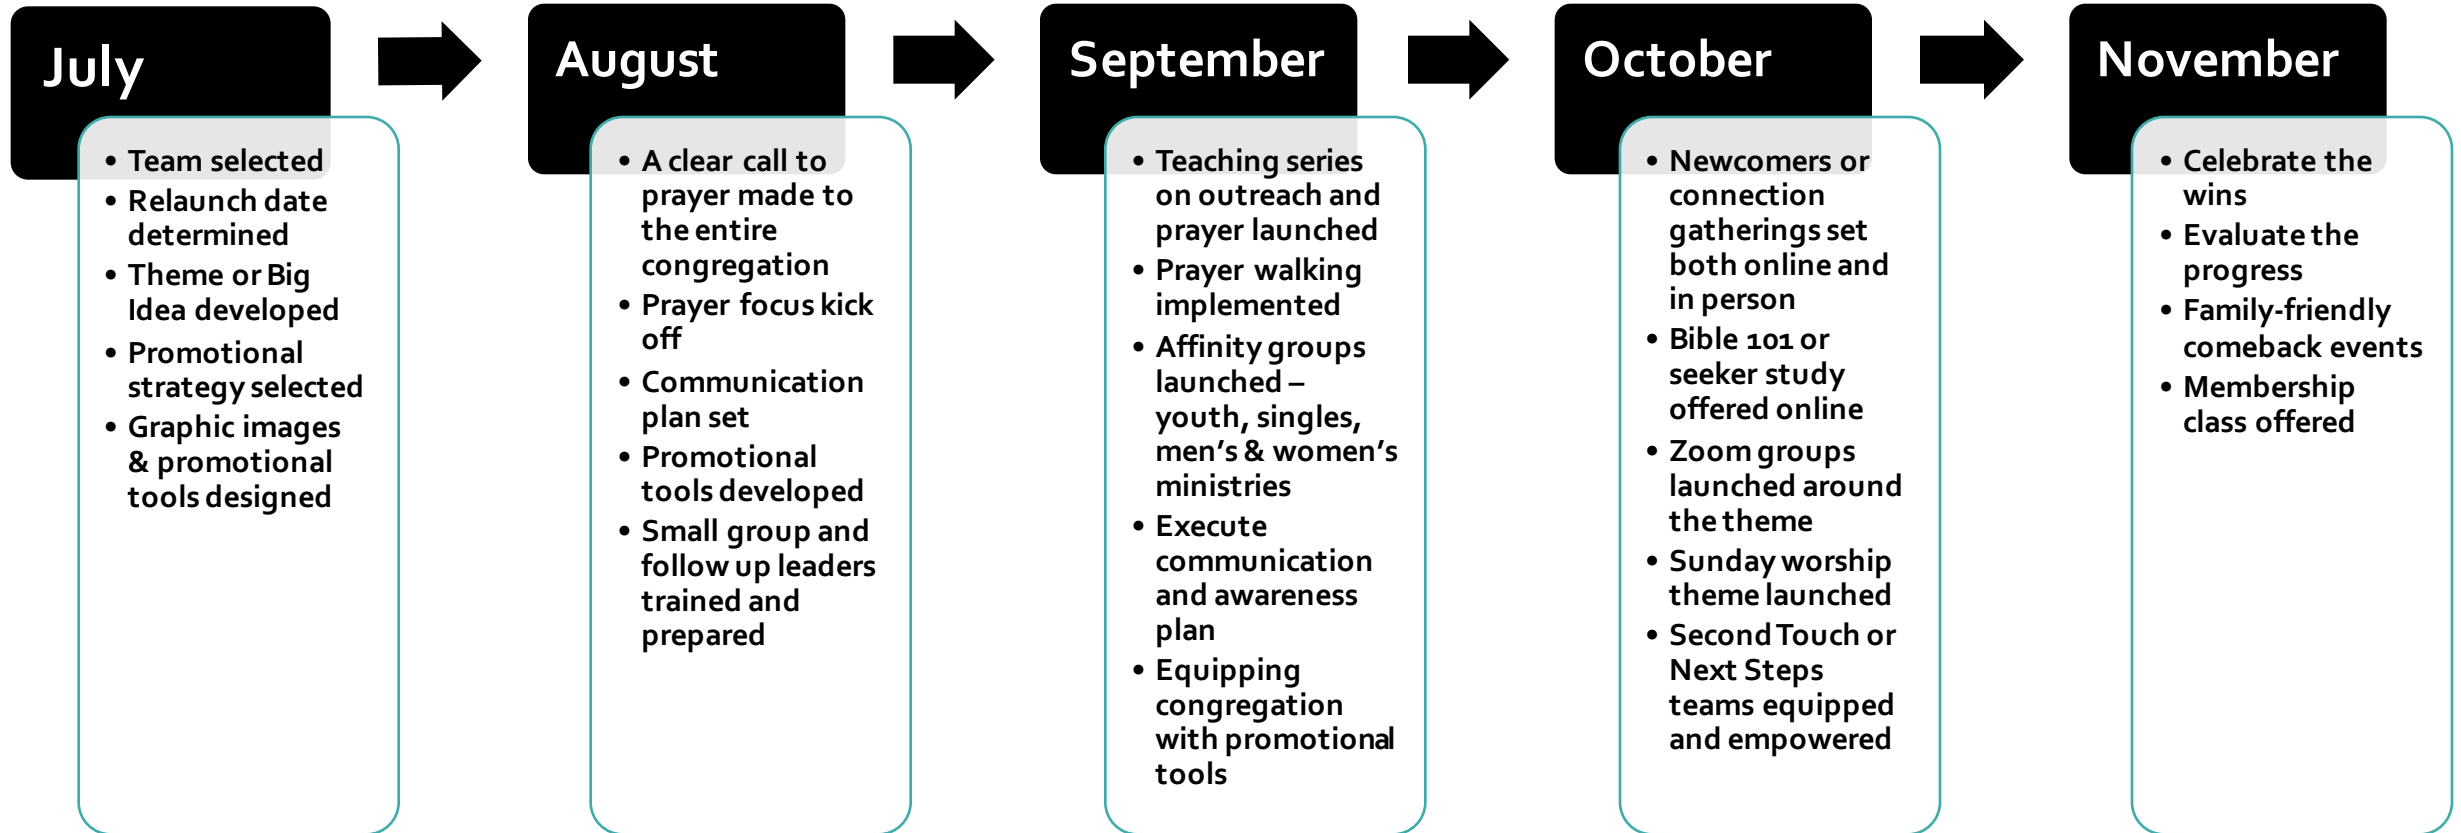 July
• Team selected
• Relaunch date
determined
• Theme or Big
Idea developed
• Promotional
strategy selected
• Graphic images
& promotional
tools designed
August
• A clear call to
prayer made to
the entire
congregation
• Prayer focus kick
off
• Communication
plan set
• Promotional
tools developed
• Small group and
follow up leaders
trained and
prepared
September
• Teaching series
on outreach and
prayer launched
• Prayer walking
implemented
• Affinity groups
launched –
youth, singles,
men’s & women’s
ministries
• Execute
communication
and awareness
plan
• Equipping
congregation
with promotional
tools
October
• Newcomers or
connection
gatherings set
both online and
in person
• Bible 101 or
seeker study
offered online
• Zoom groups
launched around
the theme
• Sunday worship
theme launched
• Second Touch or
Next Steps
teams equipped
and empowered
November
• Celebrate the
wins
• Evaluate the
progress
• Family-friendly
comeback events
• Membership
class offered